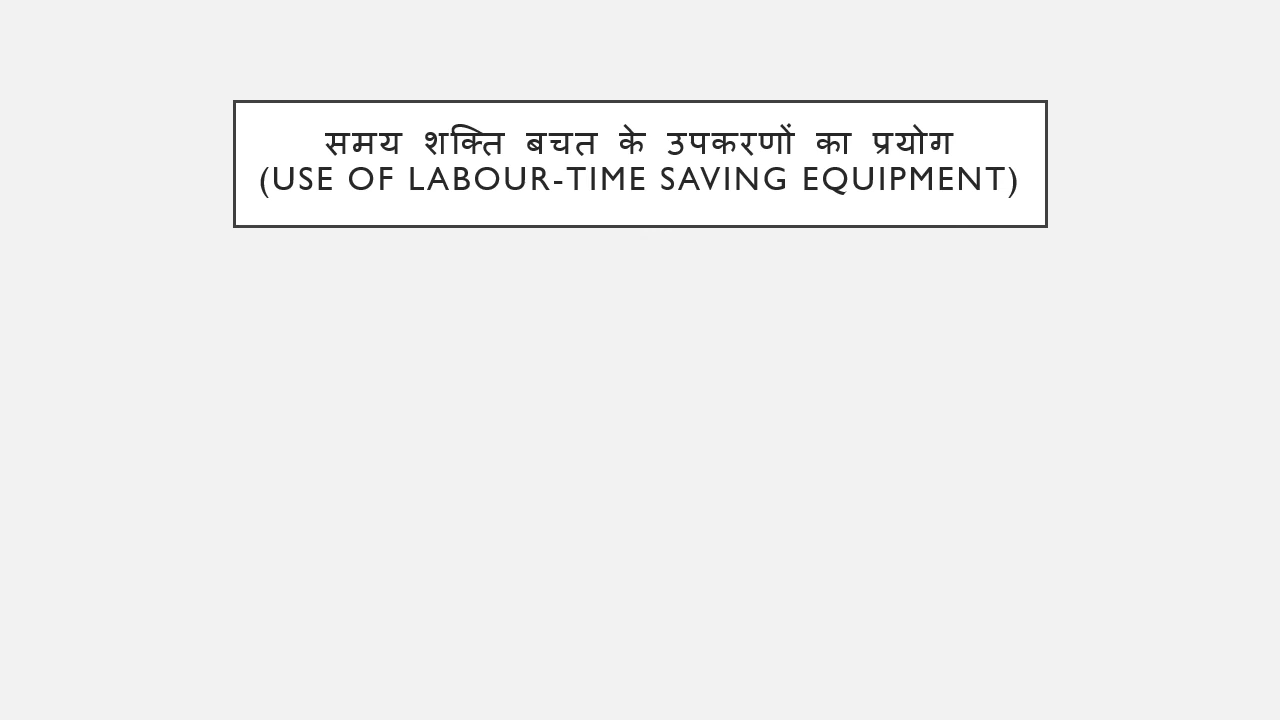 समय शक्ति बचत के उपकरणों का प्रयोग
(USE OF LABOUR-TIME SAVING EQUIPMENT)